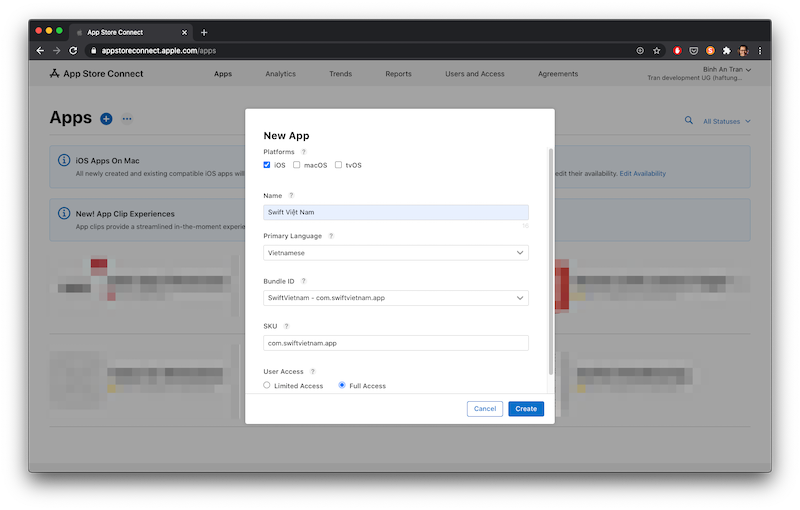 App Store Connect
appstoreconnect.apple.com/apps
App Store Connect
Apps
Analytics
Trends
Reports
Users and Access
Agreements
Binh An Tran
Tran development UG (haftung...
Apps
All Statuses
iOS Apps On Mac
All newly created and existing compatible iOS apps will
edit their availability. Edit Availability
New! App Clip Experiences
App clips provide a streamlined in-the-moment experie
New App
Platforms ?
iOS
macOS
tvOS
Name ?
Swift Việt Nam
Primary Language ?
Vietnamese
Bundle ID ?
SwiftVietnam - com.swiftvietnam.app
SKU ?
com.swiftvietnam.app
User Access ?
Limited Access
Full Access
Cancel
Create